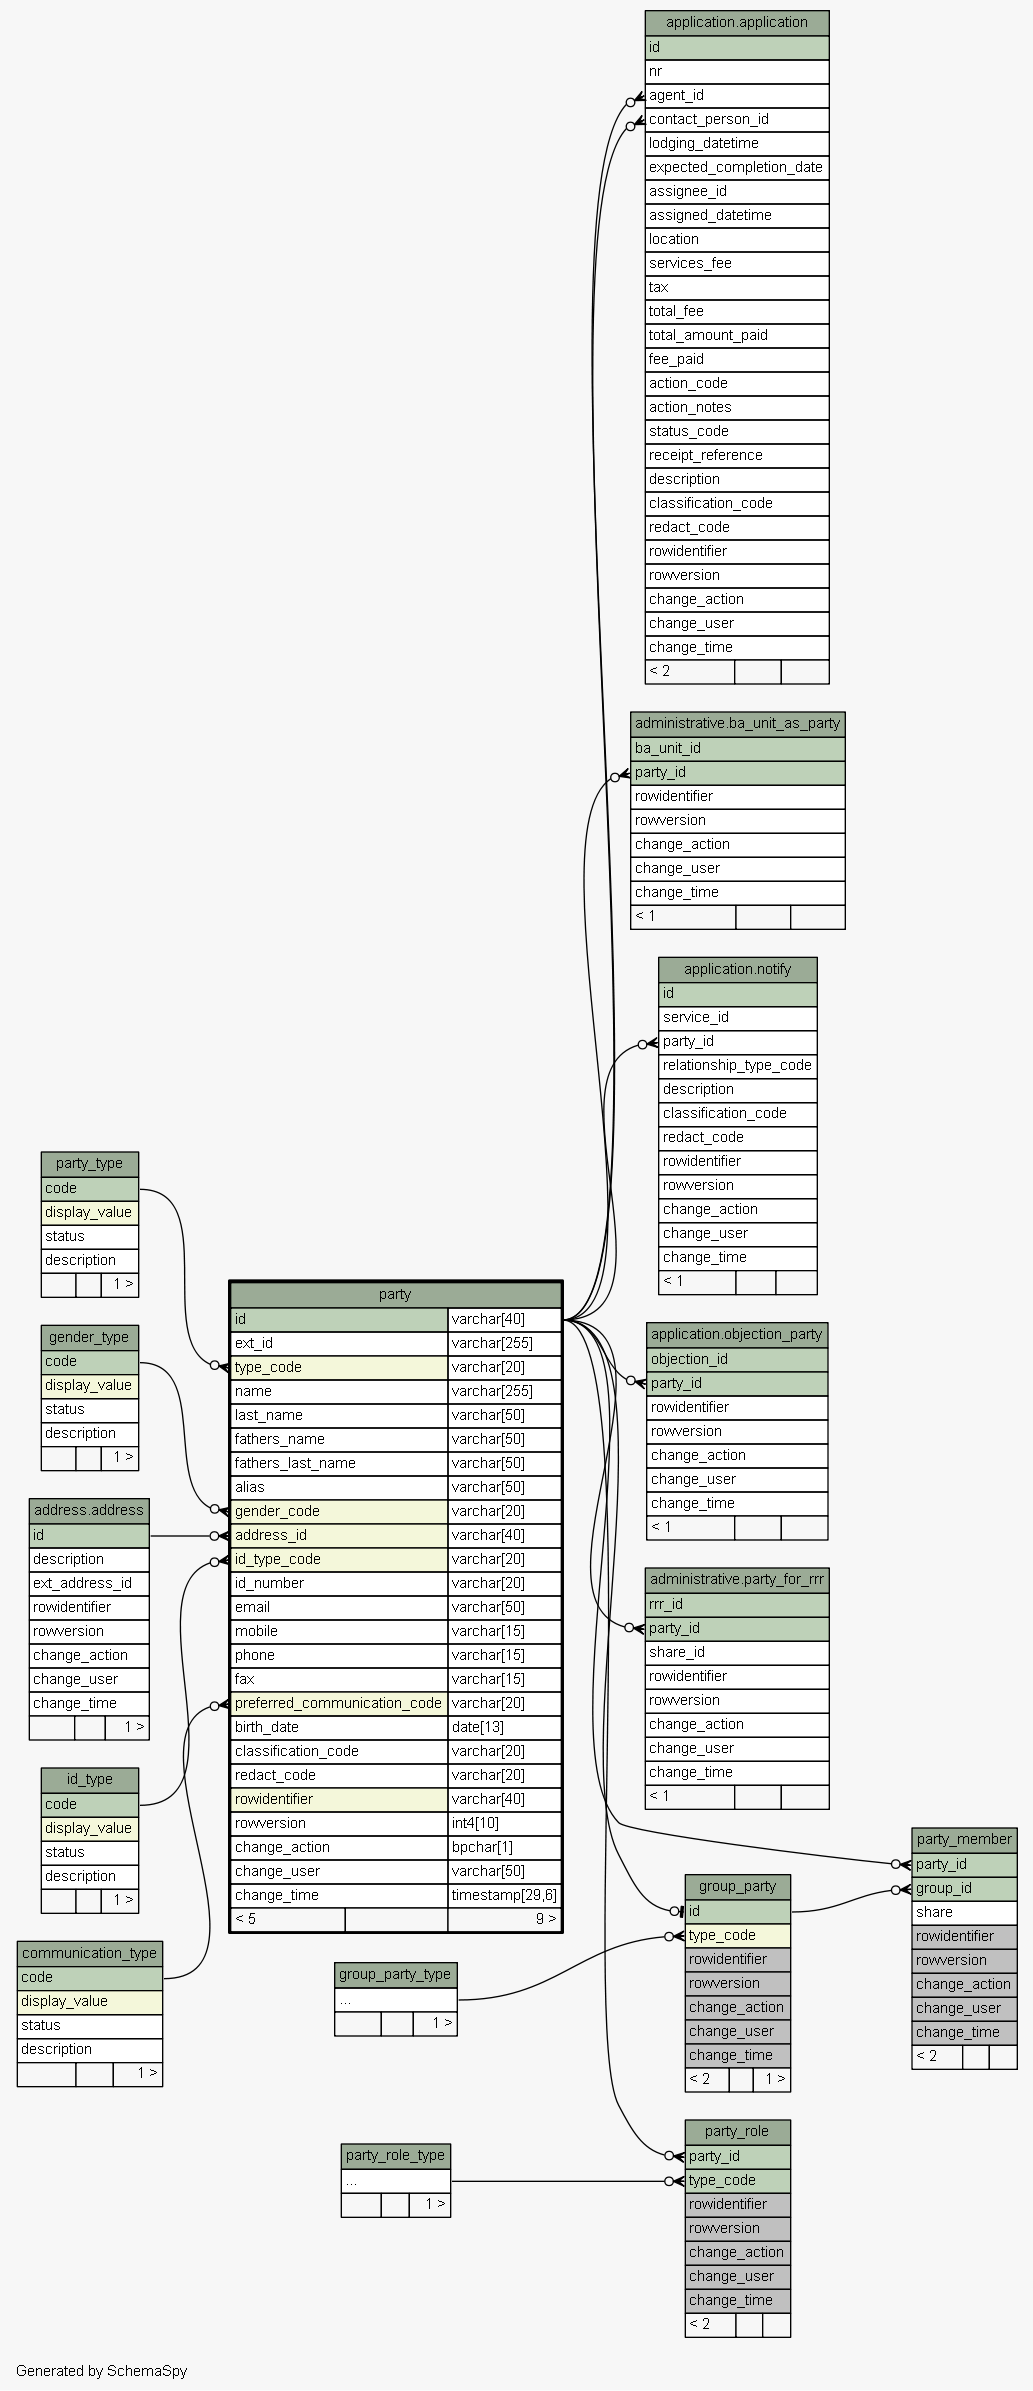 application.application
id
nr
agent_id
contact_person_id
lodging_datetime
expected_completion_date
assignee_id
assigned_datetime
location
services_fee
tax
total_fee
total_amount_paid
fee_paid
action_code
action_notes
status_code
receipt_reference
description
classification_code
redact_code
rowidentifier
rowversion
change_action
change_user
change_time
< 2
administrative.ba_unit_as_party
ba_unit_id
party_id
rowidentifier
rowversion
change_action
change_user
change_time
< 1
application.notify
id
service_id
party_id
relationship_type_code
description
classification_code
redact_code
rowidentifier
rowversion
change_action
change_user
change_time
< 1
party_type
code
display_value
status
description
1 >
gender_type
code
display_value
status
description
1 >
address.address
id
description
ext_address_id
rowidentifier
rowversion
change_action
change_user
change_time
1 >
id_type
code
display_value
status
description
1 >
communication_type
code
display_value
status
description
1 >
party
id varchar[40]
ext_id varchar[255]
type_code varchar[20]
name varchar[255]
last_name varchar[50]
fathers_name varchar[50]
fathers_last_name varchar[50]
alias varchar[50]
gender_code varchar[20]
address_id varchar[40]
id_type_code varchar[20]
id_number varchar[20]
email varchar[50]
mobile varchar[15]
phone varchar[15]
fax varchar[15]
preferred_communication_code varchar[20]
birth_date date[13]
classification_code varchar[20]
redact_code varchar[20]
rowidentifier varchar[40]
rowversion int4[10]
change_action bpchar[1]
change_user varchar[50]
change_time timestamp[29,6]
< 5 9 >
application.objection_party
objection_id
party_id
rowidentifier
rowversion
change_action
change_user
change_time
< 1
administrative.party_for_rrr
rrr_id
party_id
share_id
rowidentifier
rowversion
change_action
change_user
change_time
< 1
party_member
party_id
group_id
share
rowidentifier
rowversion
change_action
change_user
change_time
< 2
group_party
id
type_code
rowidentifier
rowversion
change_action
change_user
change_time
< 2 1 >
group_party_type
...
1 >
party_role
party_id
type_code
rowidentifier
rowversion
change_action
change_user
change_time
< 2
party_role_type
...
1 >
Generated by SchemaSpy